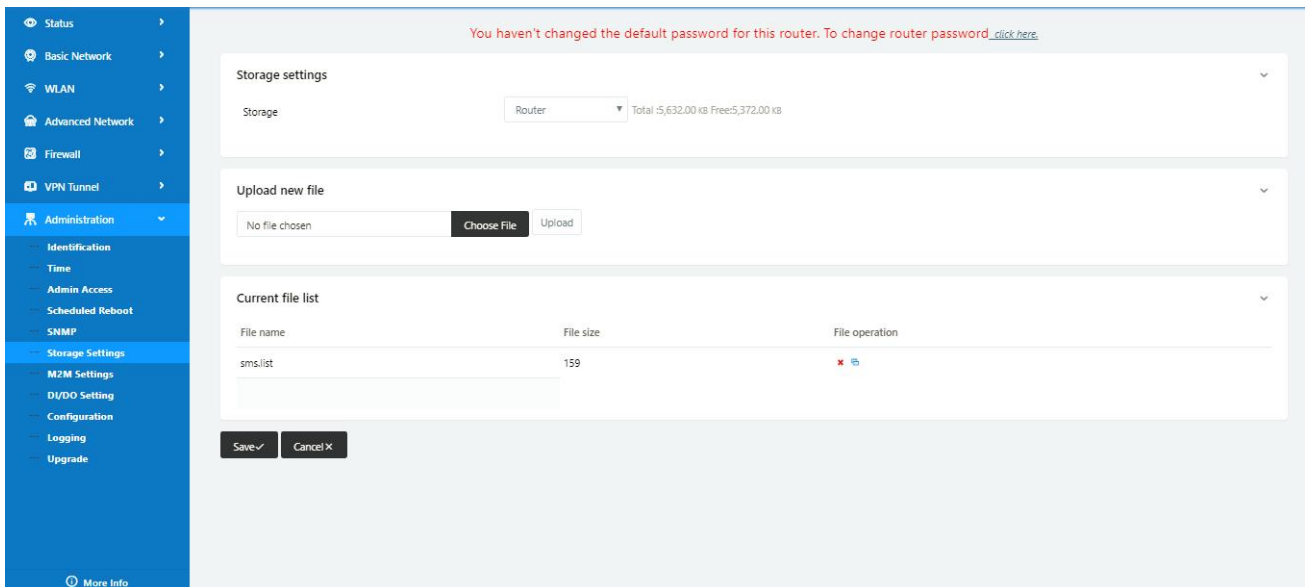 Status
Basic Network
WLAN
Advanced Network
Firewall
VPN Tunnel
Administration
Identification
Time
Admin Access
Scheduled Reboot
SNMP
Storage Settings
M2M Settings
DI/DO Setting
Configuration
Logging
Upgrade
More Info
You haven't changed the default password for this router. To change router password click here.
Storage settings
Storage Router Total :5,632.00 KB Free:5,372.00 KB
Upload new file
No file chosen Choose File Upload
Current file list
File name File size File operation
sms.list 159
Save Cancel